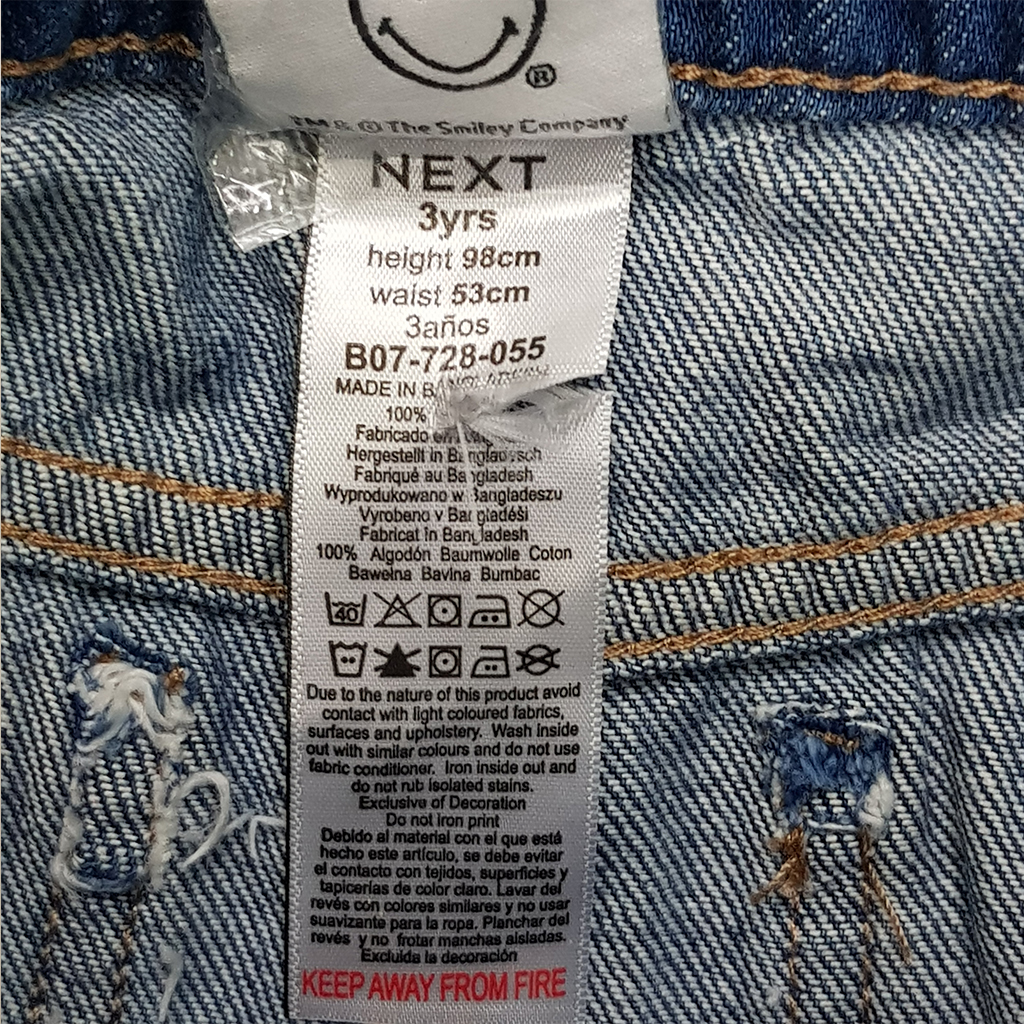 ®
TM & © The Smiley Company
NEXT
3yrs
height 98cm
waist 53cm
3años
B07-728-055
MADE IN BANGLADESH
100%
Fabricado en
Hergestellt in Bangladesch
Fabriqué au Bangladesh
Wyprodukowano w Bangladeszu
Vyrobeno v Bangladéši
Fabricat in Bangladesh
100% Algodón Baumwolle Coton
Bawełna Bavlna Bumbac
40
Due to the nature of this product avoid
contact with light coloured fabrics,
surfaces and upholstery. Wash inside
out with similar colours and do not use
fabric conditioner. Iron inside out and
do not rub isolated stains.
Exclusive of Decoration
Do not iron print
Debido al material con el que está
hecho este artículo, se debe evitar
el contacto con tejidos, superficies y
tapicerías de color claro. Lavar del
revés con colores similares y no usar
suavizante para la ropa. Planchar del
revés y no frotar manchas aisladas.
Excluida la decoración
KEEP AWAY FROM FIRE